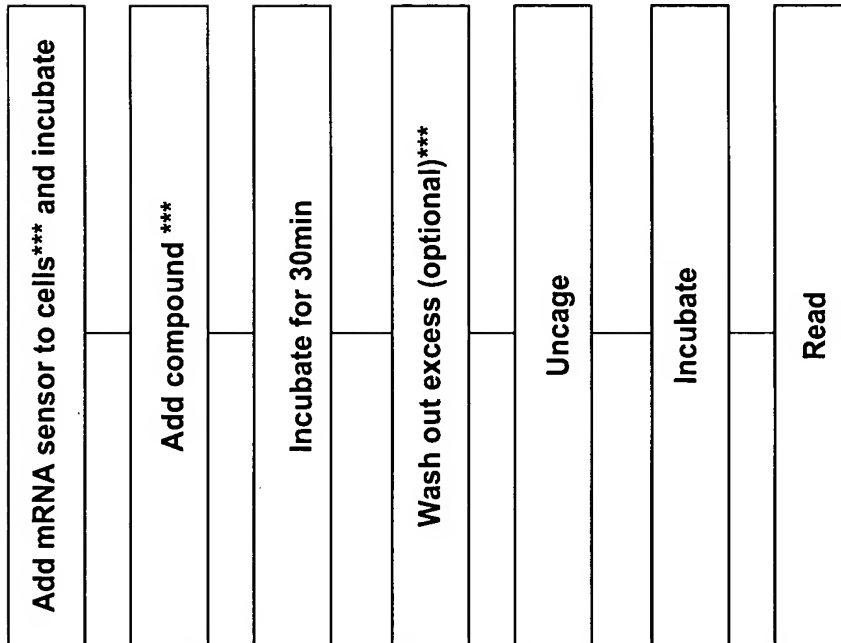 Add mRNA sensor to cells*** and incubate
Add compound ***
Incubate for 30min
Wash out excess (optional)***
Uncage
Incubate
Read